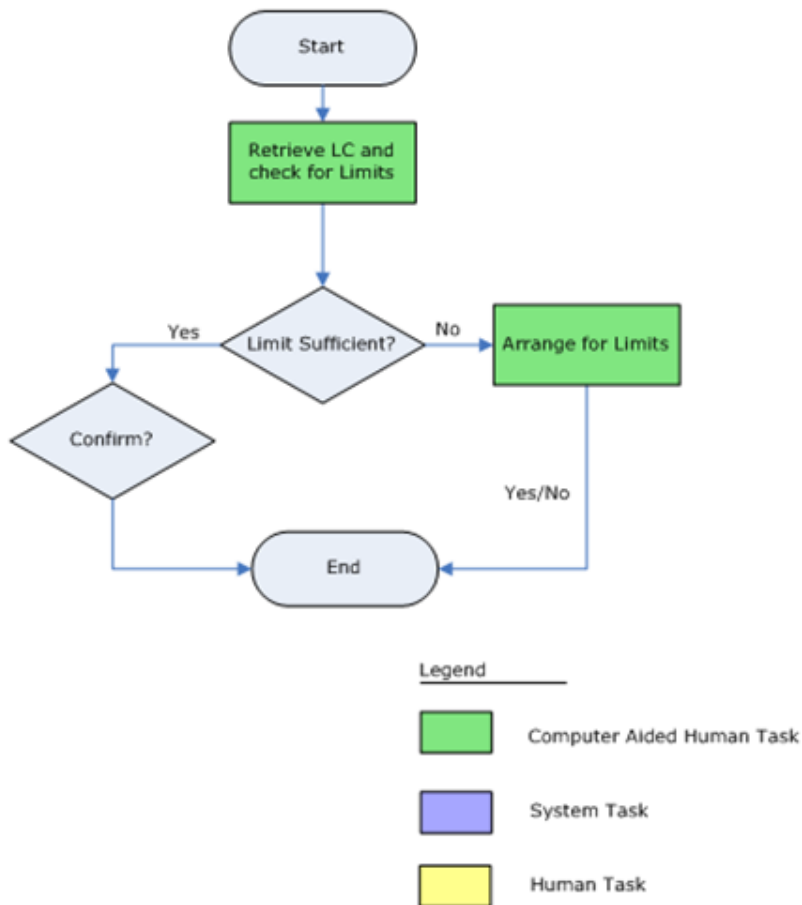 Start
Retrieve LC and
check for Limits
Limit Sufficient?
Yes
No
Arrange for Limits
Confirm?
Yes/No
End
Legend
Computer Aided Human Task
System Task
Human Task